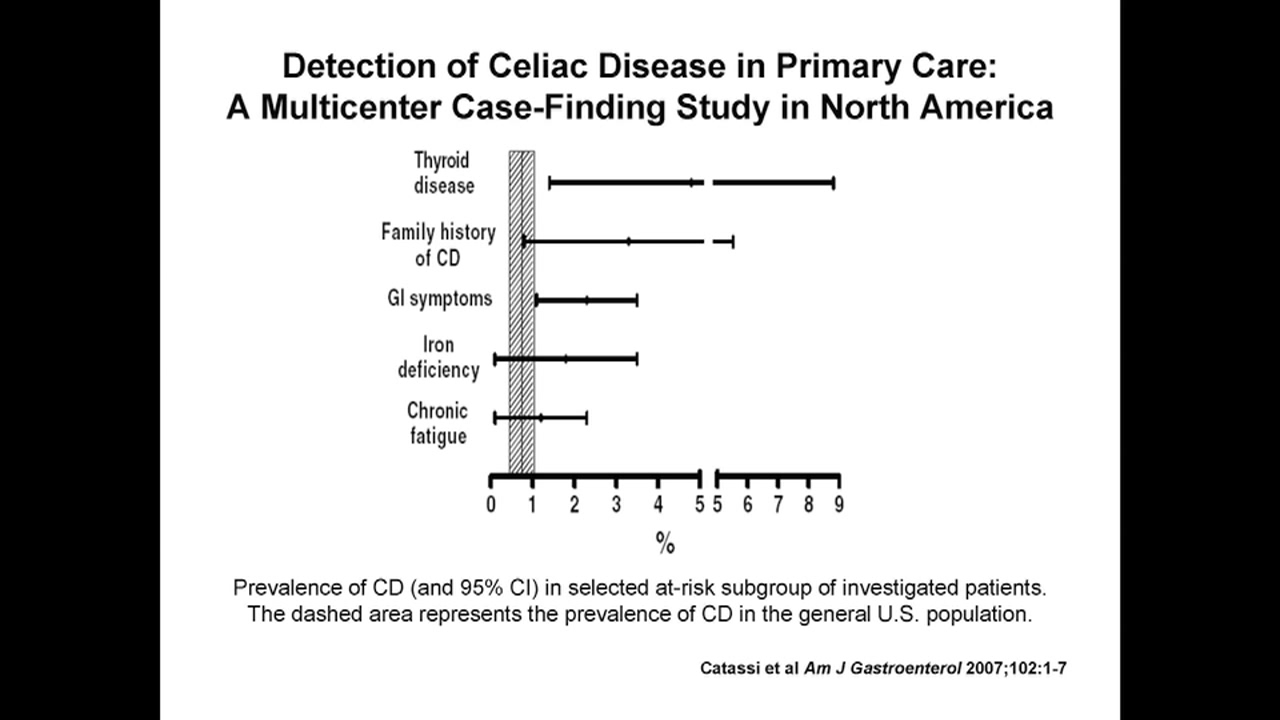 Detection of Celiac Disease in Primary Care:
A Multicenter Case-Finding Study in North America
Thyroid
disease
Family history
of CD
GI symptoms
Iron
deficiency
Chronic
fatigue
0 1 2 3 4 5 5 6 7 8 9
%
Prevalence of CD (and 95% CI) in selected at-risk subgroup of investigated patients.
The dashed area represents the prevalence of CD in the general U.S. population.
Catassi et al Am J Gastroenterol 2007;102:1-7